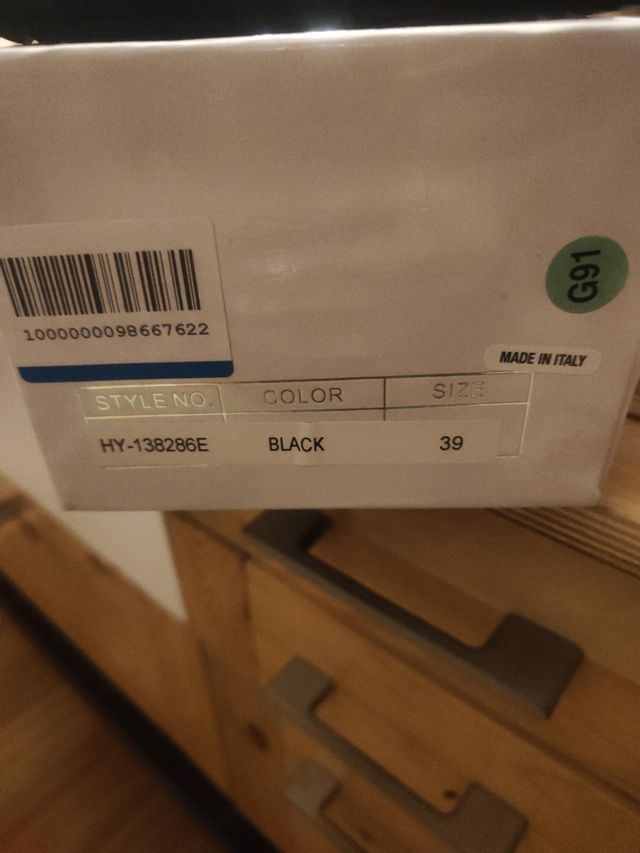 G91
1000000098667622
MADE IN ITALY
STYLE NO. COLOR SIZE
HY-138286E BLACK 39